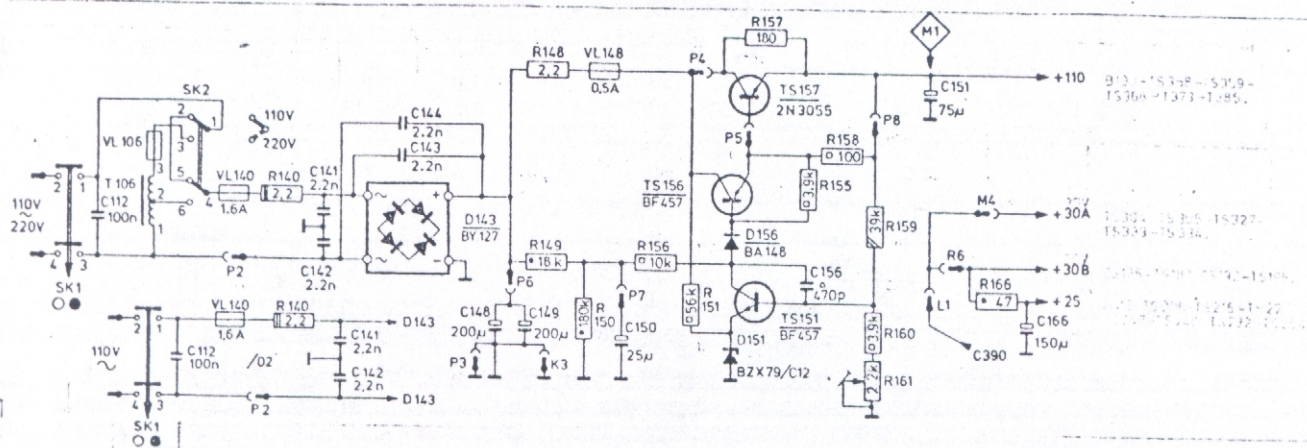 R157
180
M1
R148
2,2
VL148
0,5A
P4
+110
TS157
2N3055
C151
75µ
SK2
110V
220V
C144
2.2n
C143
2.2n
P5
R158
100
P8
VL106
T106
C112
100n
VL140
1.6A
R140
2,2
C141
2.2n
C142
2.2n
D143
BY127
TS156
BF457
R155
3,9k
R159
39k
M4
+30A
110V
~
220V
SK1
P2
R149
18k
R156
10k
D156
BA148
C156
470p
R6
+30B
R166
47
+25
L1
C166
150µ
C390
P6
C148
200µ
C149
200µ
R150
180k
P7
C150
25µ
R151
5.6k
TS151
BF457
D151
BZX79/C12
R160
3,9k
R161
2,2k
P3
K3
110V
~
C112
100n
VL140
1,6A
R140
2,2
/02
C141
2,2n
C142
2,2n
D143
D143
P2
SK1